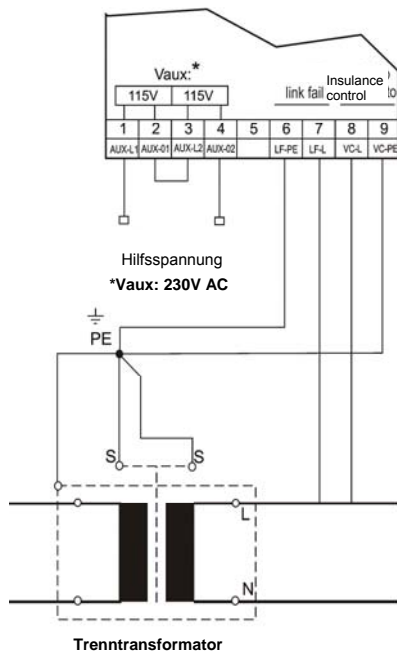 Vaux:*
115V 115V
link fail Insulance control to
1 2 3 4 5 6 7 8 9
AUX-L1 AUX-01 AUX-L2 AUX-02 LF-PE LF-L VC-L VC-PE
Hilfsspannung
*Vaux: 230V AC
PE
S S
L
N
Trenntransformator